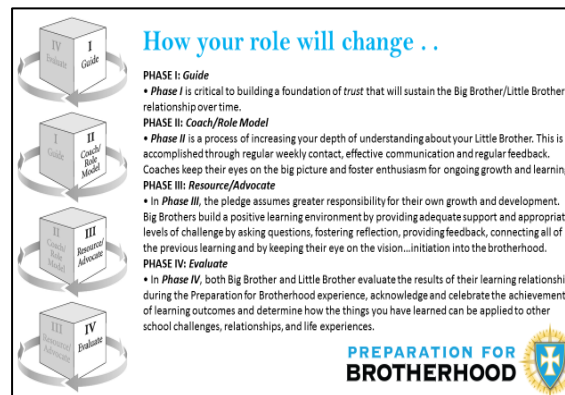 How your role will change . .
IV
Evaluate
I
Guide
PHASE I: Guide
• Phase I is critical to building a foundation of trust that will sustain the Big Brother/Little Brother
relationship over time.
I
Guide
II
Coach/
Role
Model
PHASE II: Coach/Role Model
• Phase II is a process of increasing your depth of understanding about your Little Brother. This is
accomplished through regular weekly contact, effective communication and regular feedback.
Coaches keep their eyes on the big picture and foster enthusiasm for ongoing growth and learning
II
Coach/
Role
Model
III
Resource/
Advocate
PHASE III: Resource/Advocate
• In Phase III, the pledge assumes greater responsibility for their own growth and development.
Big Brothers build a positive learning environment by providing adequate support and appropriat
levels of challenge by asking questions, fostering reflection, providing feedback, connecting all of
the previous learning and by keeping their eye on the vision...initiation into the brotherhood.
III
Resource/
Advocate
IV
Evaluate
PHASE IV: Evaluate
• In Phase IV, both Big Brother and Little Brother evaluate the results of their learning relationshi
during the Preparation for Brotherhood experience, acknowledge and celebrate the achievement
of learning outcomes and determine how the things you have learned can be applied to other
school challenges, relationships, and life experiences.
PREPARATION FOR
BROTHERHOOD